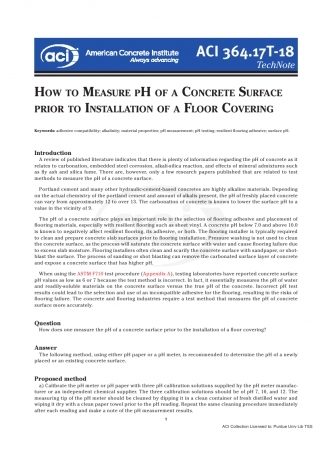 aci
American Concrete Institute
Always advancing
ACI 364.17T-18
TechNote
HOW TO MEASURE PH OF A CONCRETE SURFACE
PRIOR TO INSTALLATION OF A FLOOR COVERING
Keywords: adhesive compatibility; alkalinity; material properties; pH measurement; pH testing; resilient flooring adhesives; surface pH.
Introduction
A review of published literature indicates that there is plenty of information regarding the pH of concrete as it
relates to carbonation, embedded steel corrosion, alkali-silica reaction, and effects of mineral admixtures such
as fly ash and silica fume. There are, however, only a few research papers published that are related to test
methods to measure the pH of a concrete surface.
Portland cement and many other hydraulic-cement-based concretes are highly alkaline materials. Depending
on the actual chemistry of the portland cement and amount of alkalis present, the pH of freshly placed concrete
can vary from approximately 12 to over 13. The carbonation of concrete is known to lower the surface pH to a
value in the vicinity of 9.
The pH of a concrete surface plays an important role in the selection of flooring adhesive and placement of
flooring materials, especially with resilient flooring such as sheet vinyl. A concrete pH below 7.0 and above 10.0
is known to negatively affect resilient flooring, its adhesive, or both. The flooring installer is typically required
to clean and prepare concrete slab surfaces prior to flooring installation. Pressure washing is not used to clean
the concrete surface, as the process will saturate the concrete surface with water and cause flooring failure due
to excess slab moisture. Flooring installers often clean and scarify the concrete surface with sandpaper, or shot-
blast the surface. The process of sanding or shot blasting can remove the carbonated surface layer of concrete
and expose a concrete surface that has higher pH.
When using the ASTM F710 test procedure (Appendix A), testing laboratories have reported concrete surface
pH values as low as 6 or 7 because the test method is incorrect. In fact, it essentially measures the pH of water
and readily-soluble materials on the concrete surface versus the true pH of the concrete. Incorrect pH test
results could lead to the selection and use of an incompatible adhesive for the flooring, resulting in the risks of
flooring failure. The concrete and flooring industries require a test method that measures the pH of concrete
surface more accurately.
Question
How does one measure the pH of a concrete surface prior to the installation of a floor covering?
Answer
The following method, using either pH paper or a pH meter, is recommended to determine the pH of a newly
placed or an existing concrete surface.
Proposed method
a) Calibrate the pH meter or pH paper with three pH calibration solutions supplied by the pH meter manufac-
turer or an independent chemical supplier. The three calibration solutions should be of pH 7, 10, and 12. The
measuring tip of the pH meter should be cleaned by dipping it in a clean container of fresh distilled water and
wiping it dry with a clean paper towel prior to the pH reading. Repeat the same cleaning procedure immediately
after each reading and make a note of the pH measurement results.
1
ACI Collection Licensed to: Purdue Univ Lib TSS